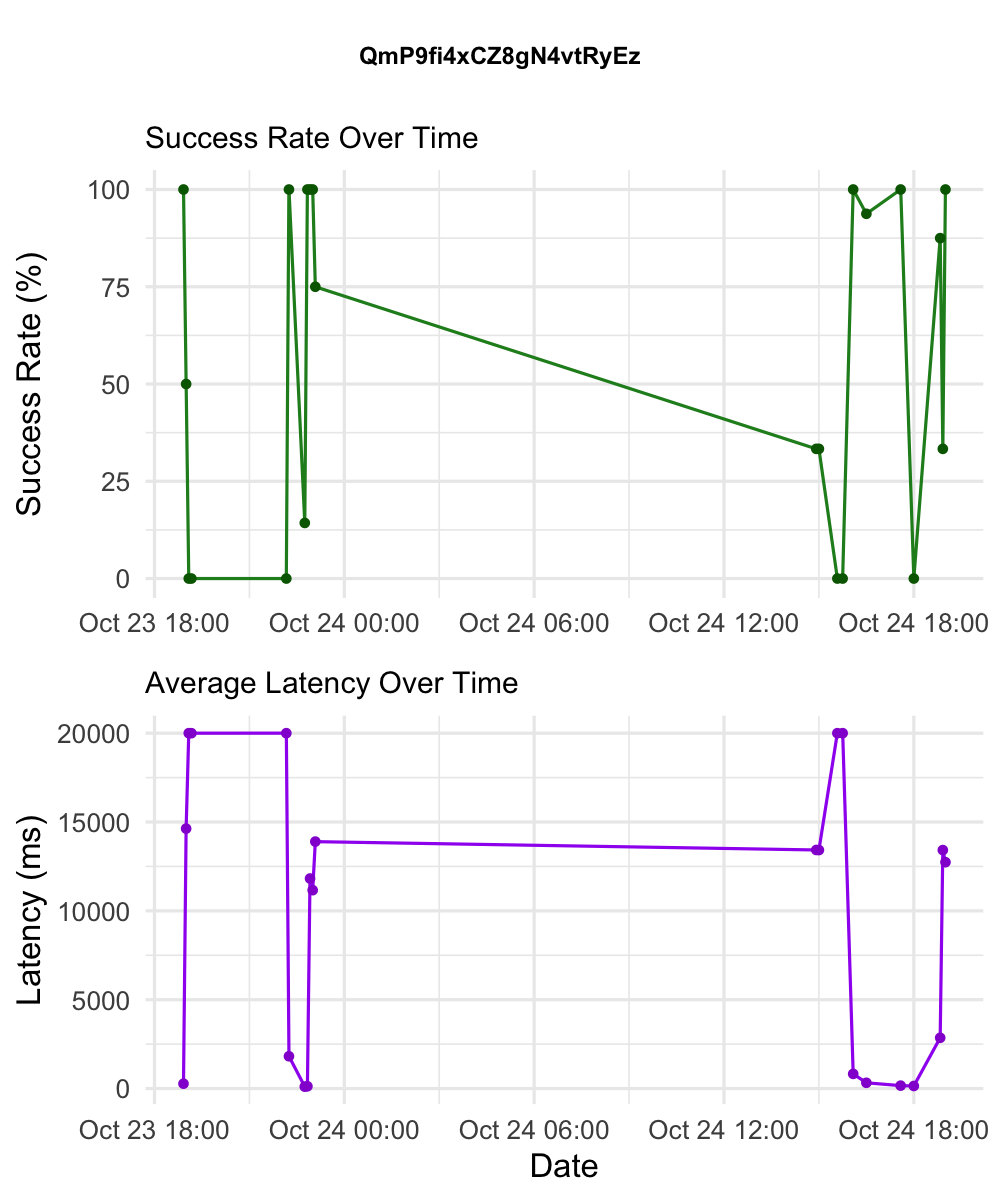 QmP9fi4xCZ8gN4vtRyEz
Success Rate Over Time
Success Rate (%)
100
75
50
25
0
Oct 23 18:00 Oct 24 00:00 Oct 24 06:00 Oct 24 12:00 Oct 24 18:00
Average Latency Over Time
Latency (ms)
20000
15000
10000
5000
0
Oct 23 18:00 Oct 24 00:00 Oct 24 06:00 Oct 24 12:00 Oct 24 18:00
Date